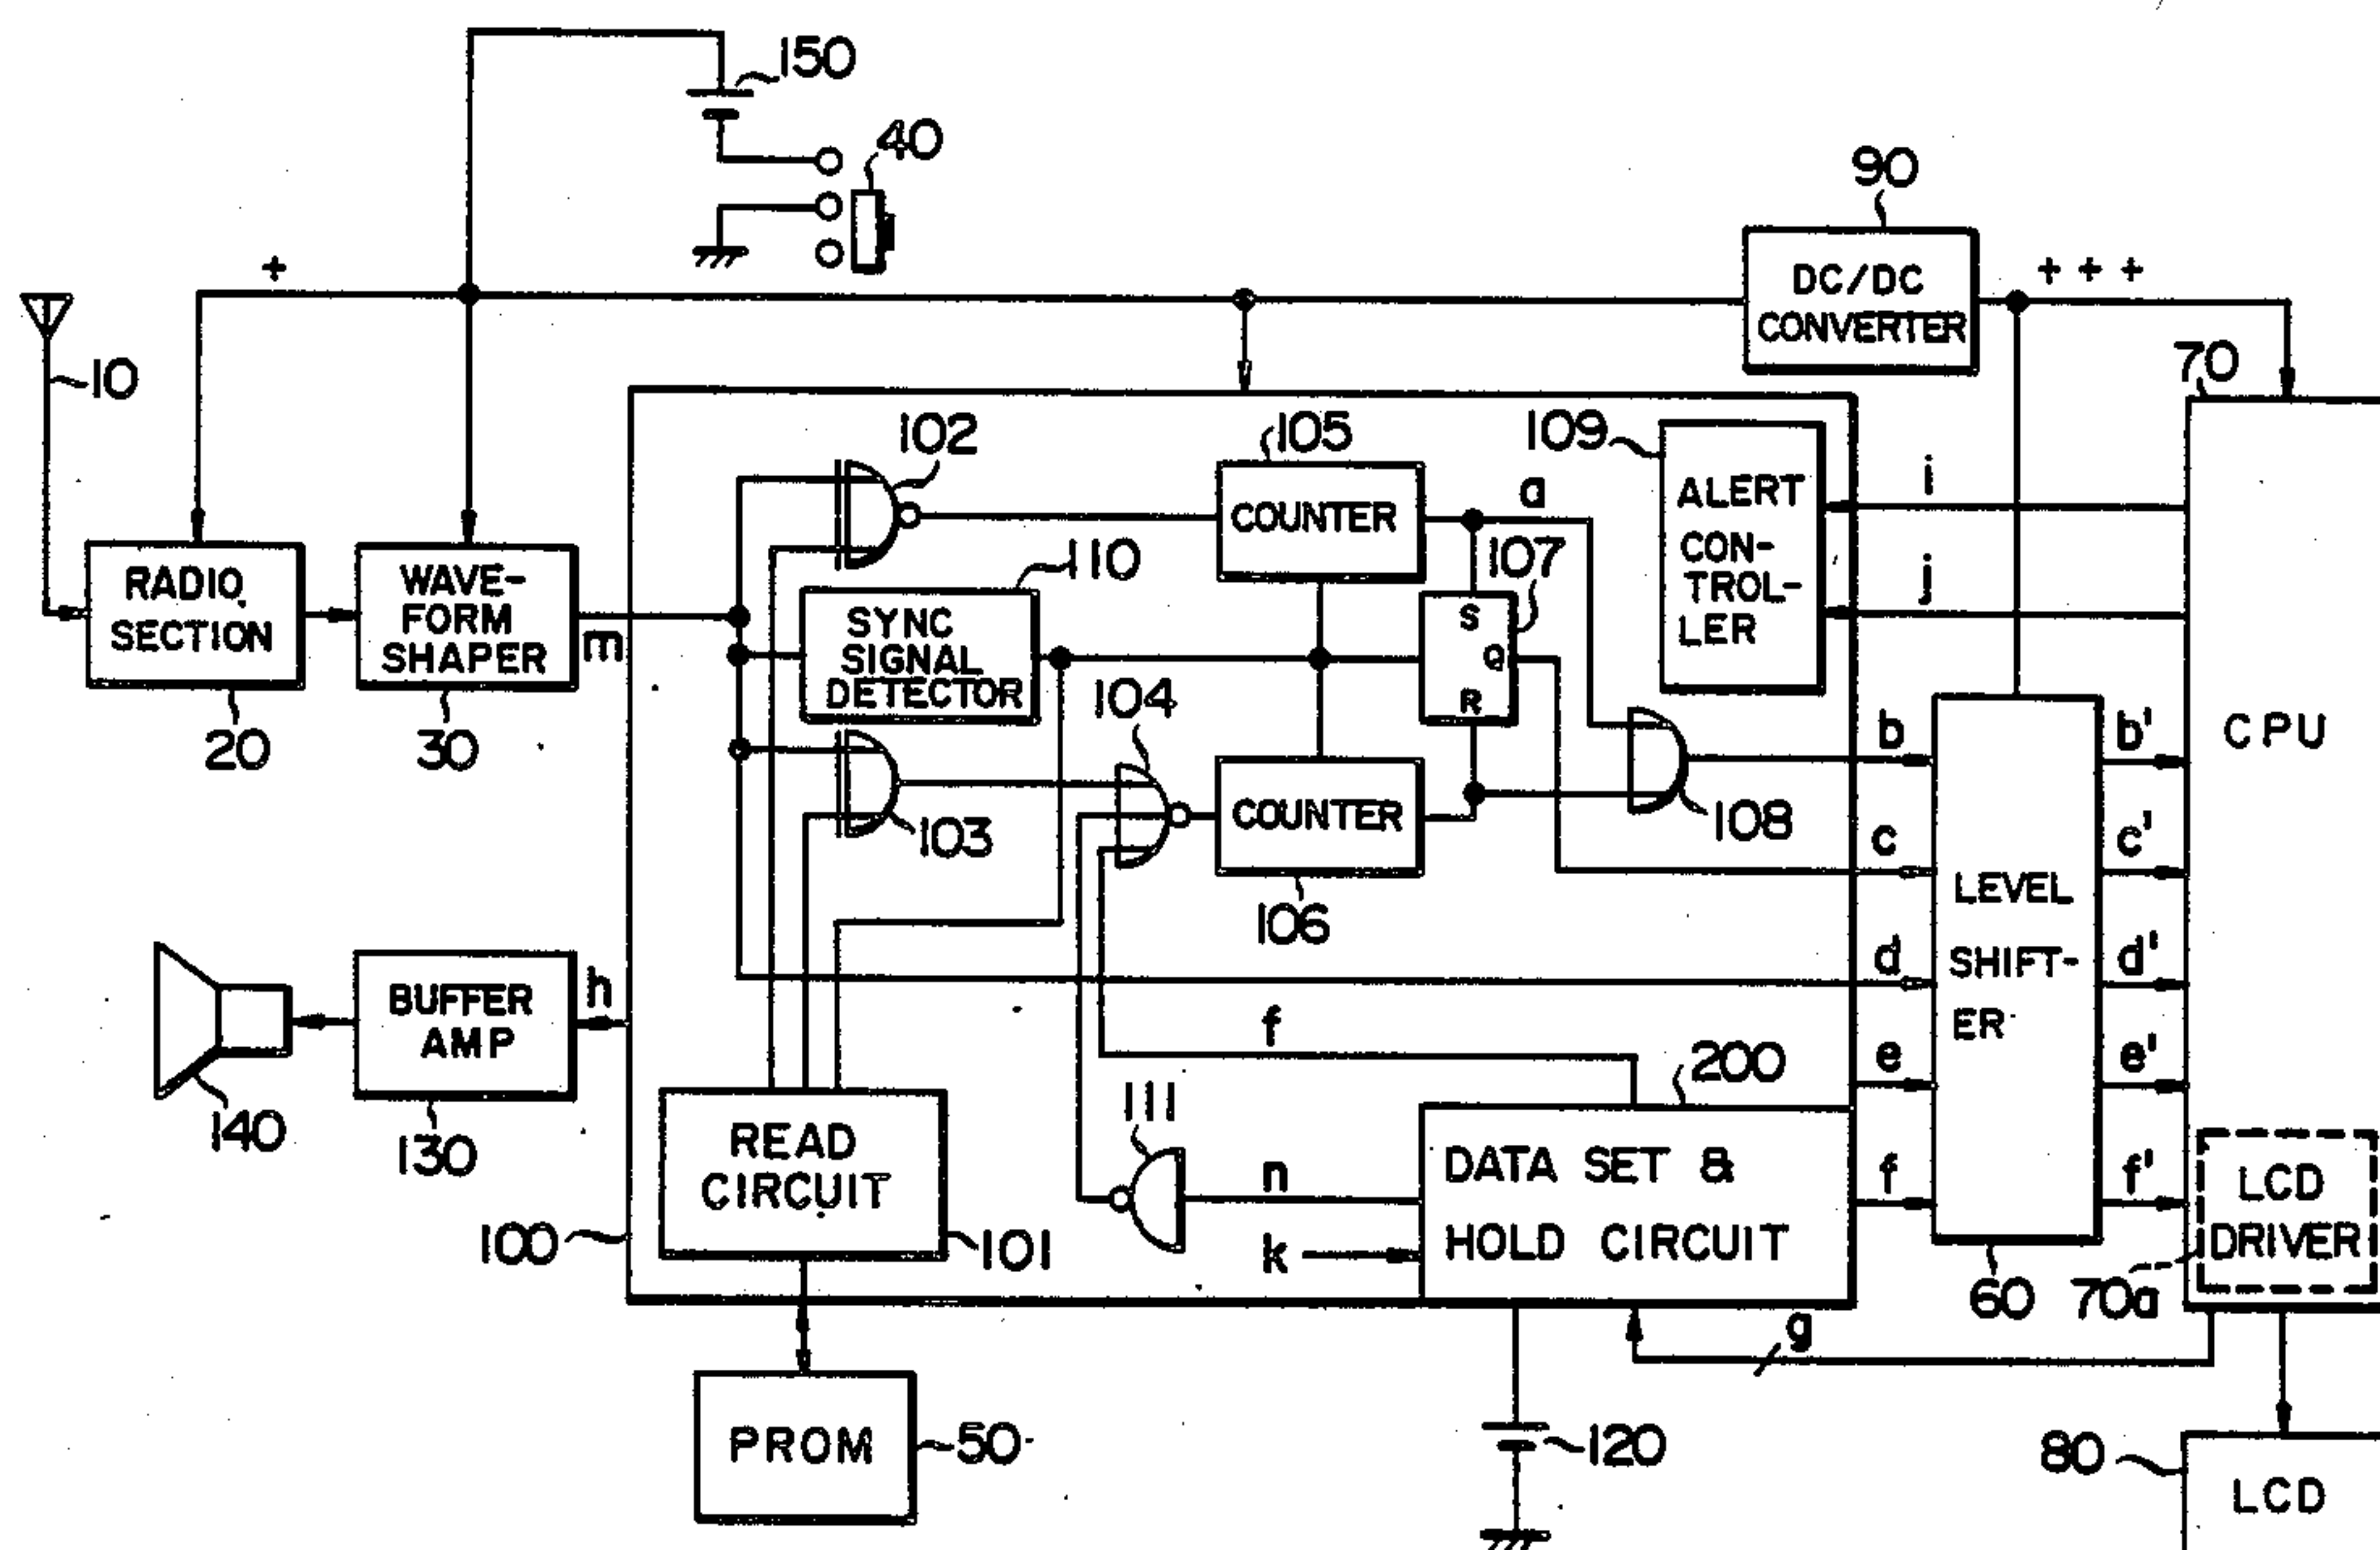 150
40
90
+
DC/DC
CONVERTER
+ + +
10
70
102
105
109
ALERT
CON-
TROL-
LER
i
j
COUNTER
a
107
110
RADIO
SECTION
20
WAVE-
FORM
SHAPER
30
m
SYNC
SIGNAL
DETECTOR
S
Q
R
104
103
COUNTER
106
108
b
c
d
e
f
LEVEL
SHIFT-
ER
60
b'
c'
d'
e'
f'
CPU
LCD
DRIVER
70a
140
BUFFER
AMP
130
h
f
200
111
n
k
DATA SET &
HOLD CIRCUIT
READ
CIRCUIT
101
100
g
PROM
50
120
80
LCD